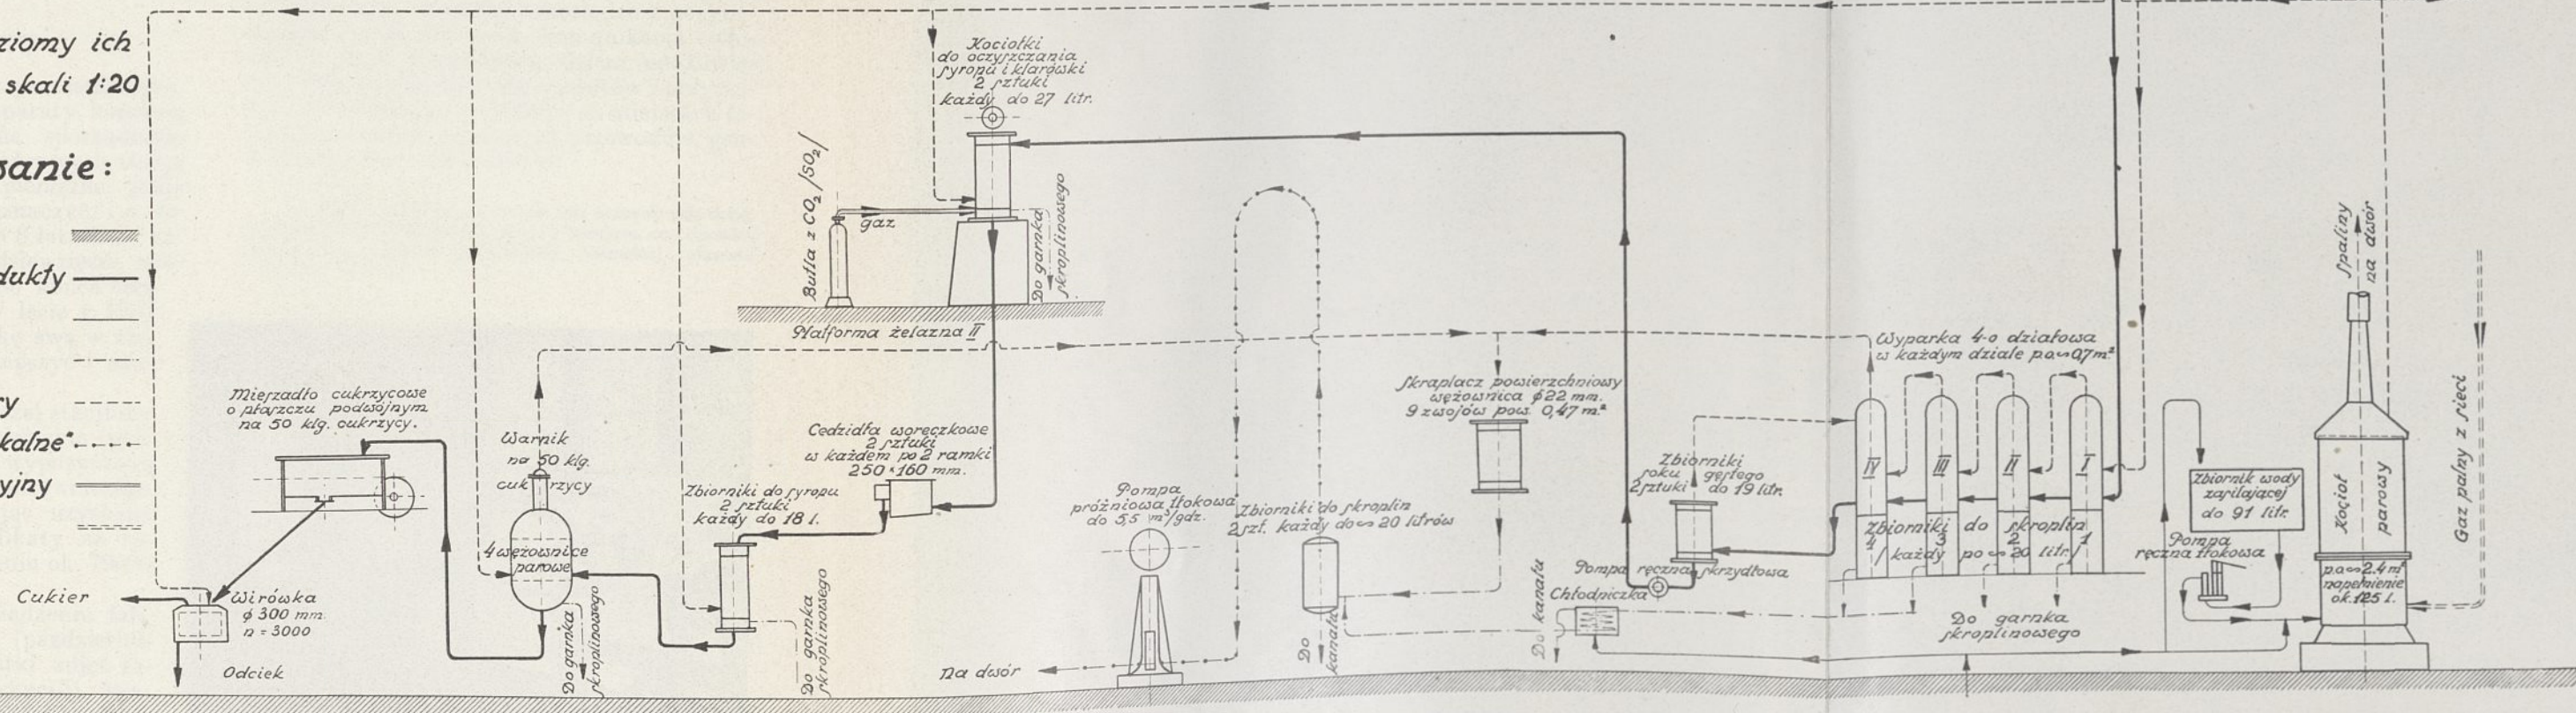 ziomy ich
skali 1:20
sanie:
dukty
ry
kalne"
yjny
Kociołki
do oczyszczania
syropu i klarówski
2 sztuki
każdy do 27 litr.
Butla z CO₂ /SO₂/
gaz
Do garnka
skroplinowego
Platforma żelazna II
Mieszadło cukrzycowe
o płaszczu podwójnym
na 50 klg. cukrzycy.
Warnik
na 50 klg.
cukrzycy
4 wężownice
parowe
Do garnka
skroplinowego
Cukier
Wirówka
ϕ 300 mm.
n = 3000
Odciek
Zbiorniki do syropu
2 sztuki
każdy do 18 l.
Do garnka
skroplinowego
Cedzidła woreczkowe
2 sztuki
w każdem po 2 ramki
250 × 160 mm.
Pompa
próżniowa tłokowa
do 5,5 m³/gdz.
Na dwór
Zbiorniki do skroplin
2 szt. każdy do ∾ 20 litrów
Do
kanału
Skraplacz powierzchniowy
wężownica ϕ 22 mm.
9 zwojów pow. 0,47 m.²
Zbiorniki
soku gęstego
2 sztuki do 19 litr.
Pompa ręczna skrzydłowa
Chłodniczka
Do kanału
Wyparka 4-o działowa
w każdym dziale po ∾ 0,7 m²
IV
III
II
I
Zbiorniki do skroplin
4 3 2 1
/ każdy po ∾ 20 litr./
Do garnka
skroplinowego
Zbiornik wody
zasilającej
do 91 litr.
Pompa
ręczna tłokowa
Spaliny
na dwór
Kocioł
parowy
po ∾ 2.4 m²
napełnienie
ok. 125 l.
Gaz palny z sieci